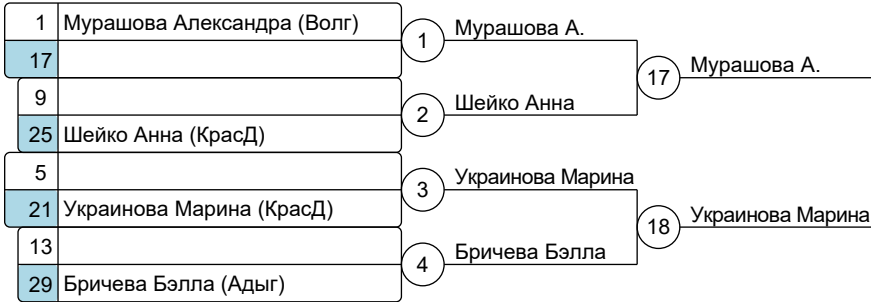 1 Мурашова Александра (Волг)
17
1 Мурашова А.
9
25 Шейко Анна (КрасД)
2 Шейко Анна
17 Мурашова А.
5
21 Украинова Марина (КрасД)
3 Украинова Марина
13
29 Бричева Бэлла (Адыг)
4 Бричева Бэлла
18 Украинова Марина